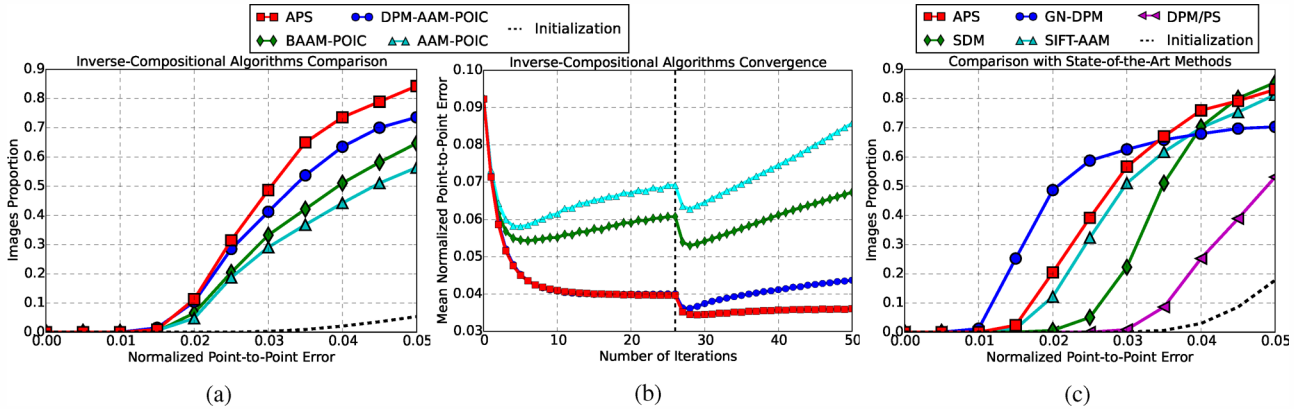 APS DPM-AAM-POIC Initialization
BAAM-POIC AAM-POIC
APS GN-DPM DPM/PS
SDM SIFT-AAM Initialization
Inverse-Compositional Algorithms Comparison
Images Proportion
0.9
0.8
0.7
0.6
0.5
0.4
0.3
0.2
0.1
0.0
0.00 0.01 0.02 0.03 0.04 0.05
Normalized Point-to-Point Error
(a)
Inverse-Compositional Algorithms Convergence
Mean Normalized Point-to-Point Error
0.10
0.09
0.08
0.07
0.06
0.05
0.04
0.03
0 10 20 30 40 50
Number of Iterations
(b)
Comparison with State-of-the-Art Methods
Images Proportion
0.9
0.8
0.7
0.6
0.5
0.4
0.3
0.2
0.1
0.0
0.00 0.01 0.02 0.03 0.04 0.05
Normalized Point-to-Point Error
(c)